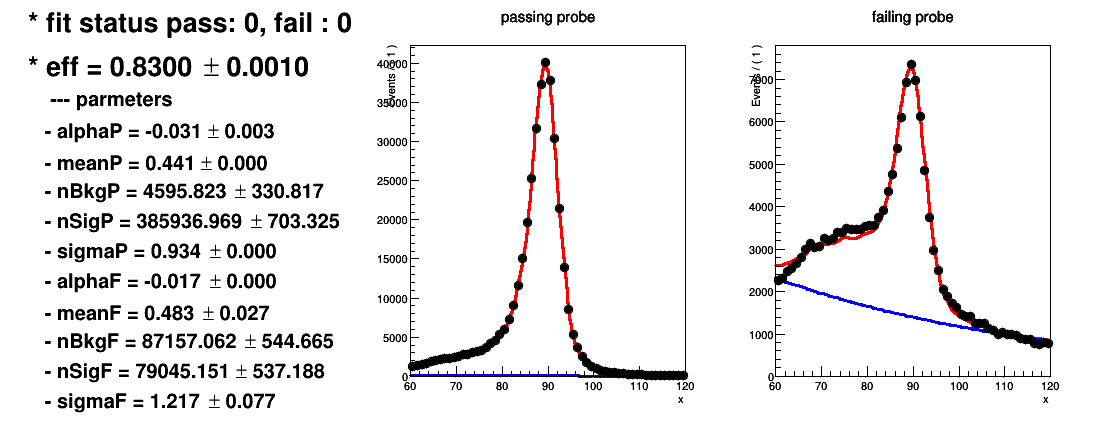 * fit status pass: 0, fail : 0
* eff = 0.8300 ± 0.0010
--- parmeters
- alphaP = -0.031 ± 0.003
- meanP = 0.441 ± 0.000
- nBkgP = 4595.823 ± 330.817
- nSigP = 385936.969 ± 703.325
- sigmaP = 0.934 ± 0.000
- alphaF = -0.017 ± 0.000
- meanF = 0.483 ± 0.027
- nBkgF = 87157.062 ± 544.665
- nSigF = 79045.151 ± 537.188
- sigmaF = 1.217 ± 0.077
passing probe
Events / ( 1 )
40000
35000
30000
25000
20000
15000
10000
5000
0
60 70 80 90 100 110 120
x
failing probe
Events / ( 1 )
7000
6000
5000
4000
3000
2000
1000
0
60 70 80 90 100 110 120
x